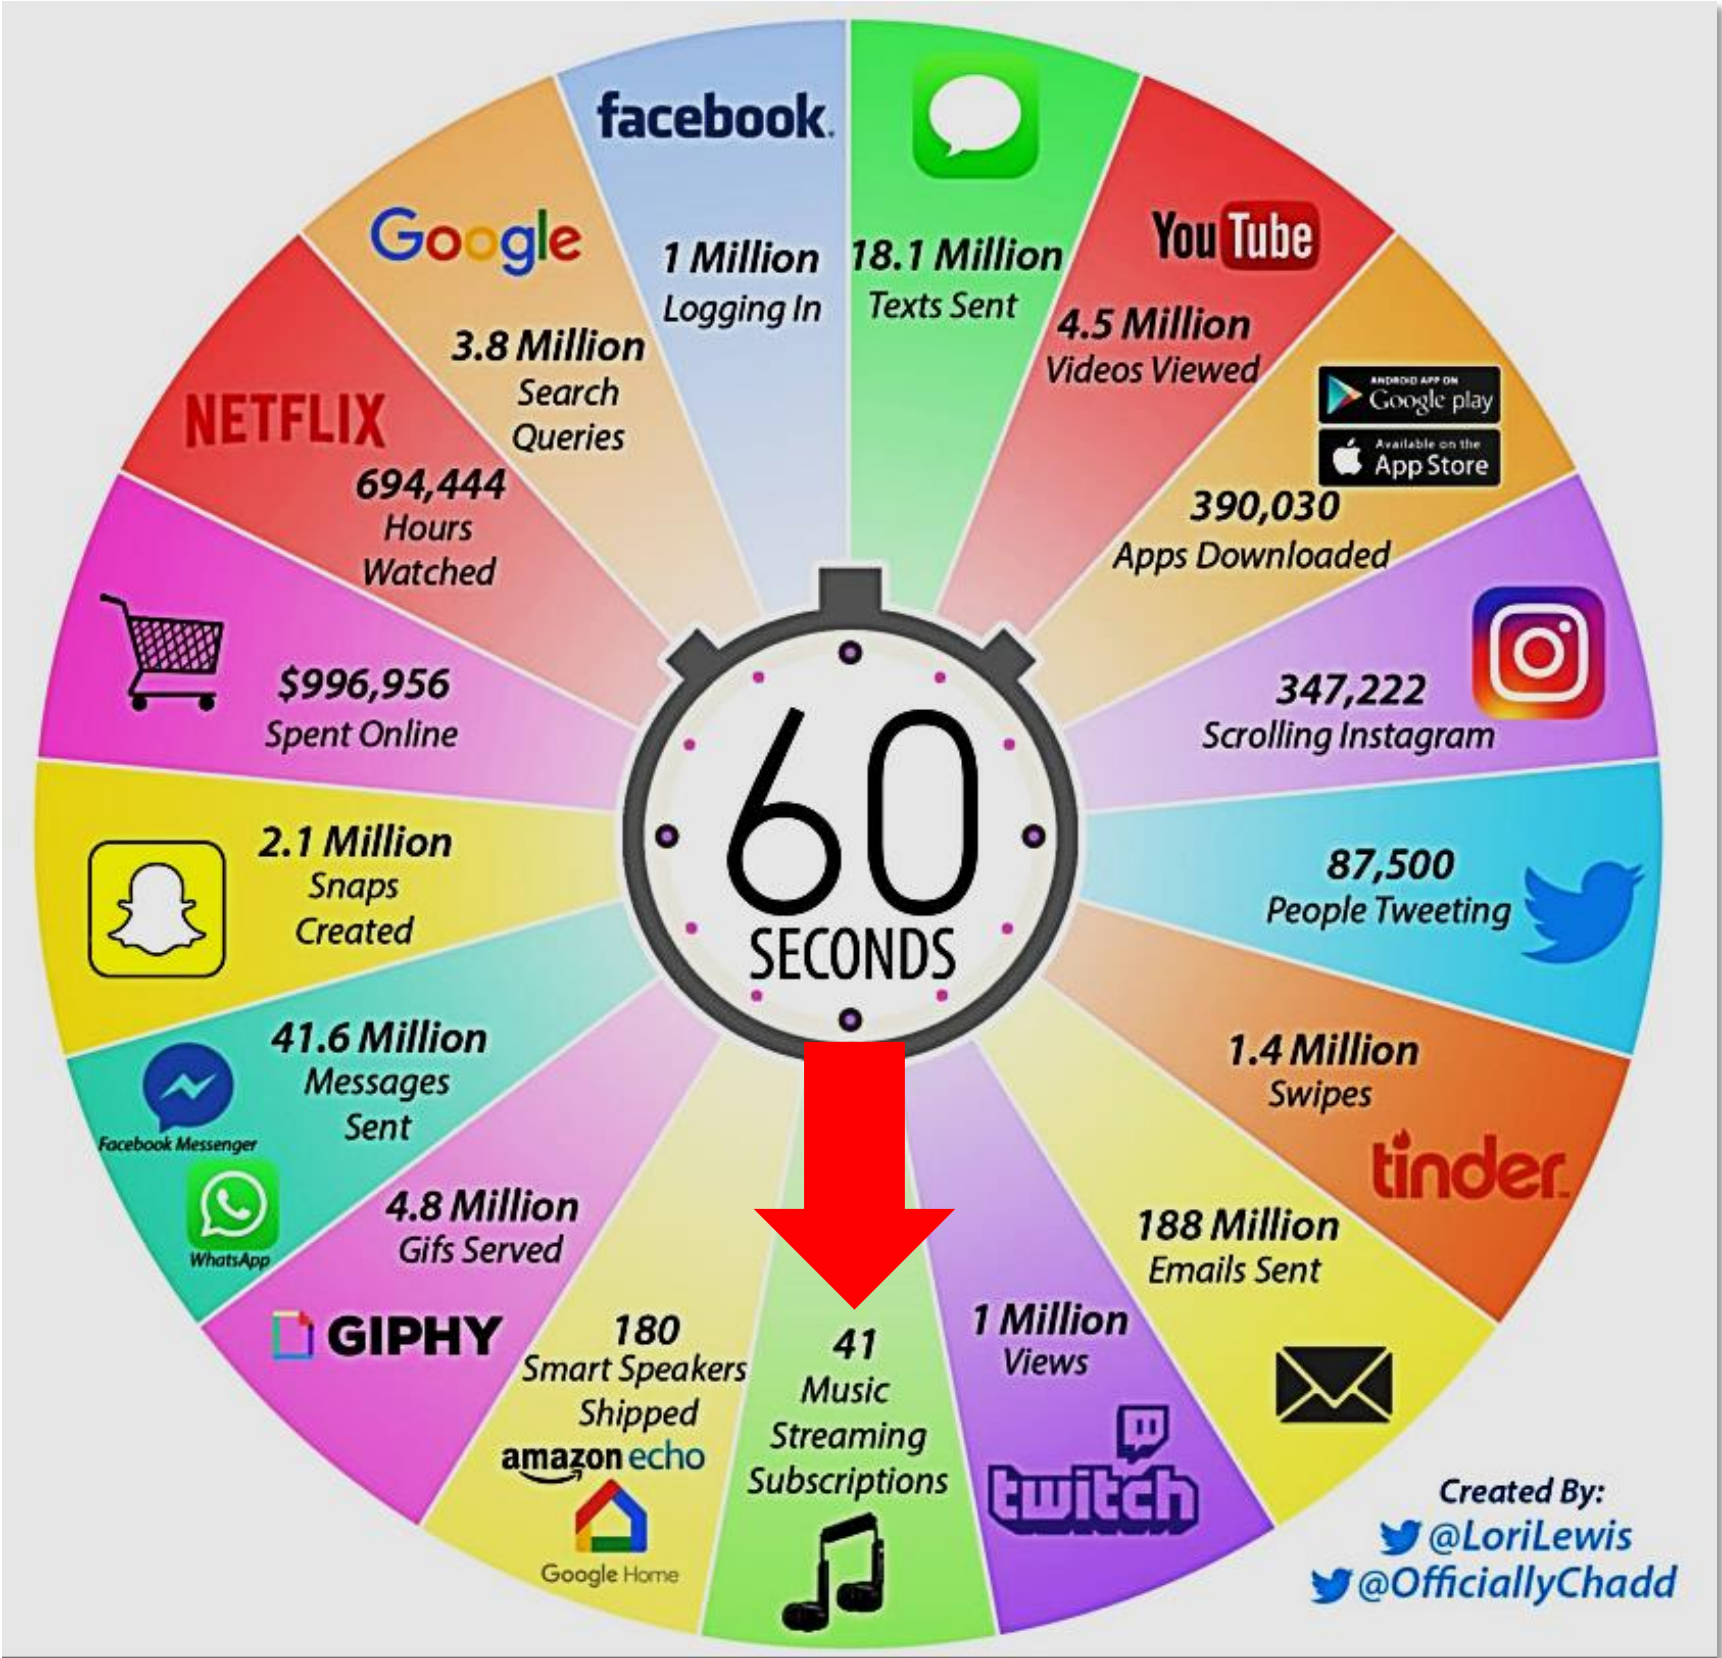 facebook.
1 Million
Logging In
18.1 Million
Texts Sent
YouTube
4.5 Million
Videos Viewed
ANDROID APP ON
Google play
Available on the
App Store
390,030
Apps Downloaded
347,222
Scrolling Instagram
87,500
People Tweeting
1.4 Million
Swipes
tinder
188 Million
Emails Sent
1 Million
Views
twitch
41
Music
Streaming
Subscriptions
180
Smart Speakers
Shipped
amazon echo
Google Home
4.8 Million
Gifs Served
GIPHY
41.6 Million
Messages
Sent
Facebook Messenger
WhatsApp
2.1 Million
Snaps
Created
$996,956
Spent Online
NETFLIX
694,444
Hours
Watched
Google
3.8 Million
Search
Queries
60
SECONDS
Created By:
@LoriLewis
@OfficiallyChadd